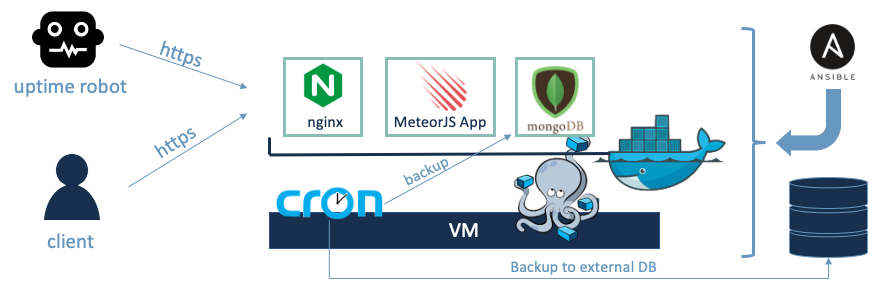 https
uptime robot
ANSIBLE
N
nginx
MeteorJS App
mongoDB
https
backup
cron
client
VM
Backup to external DB